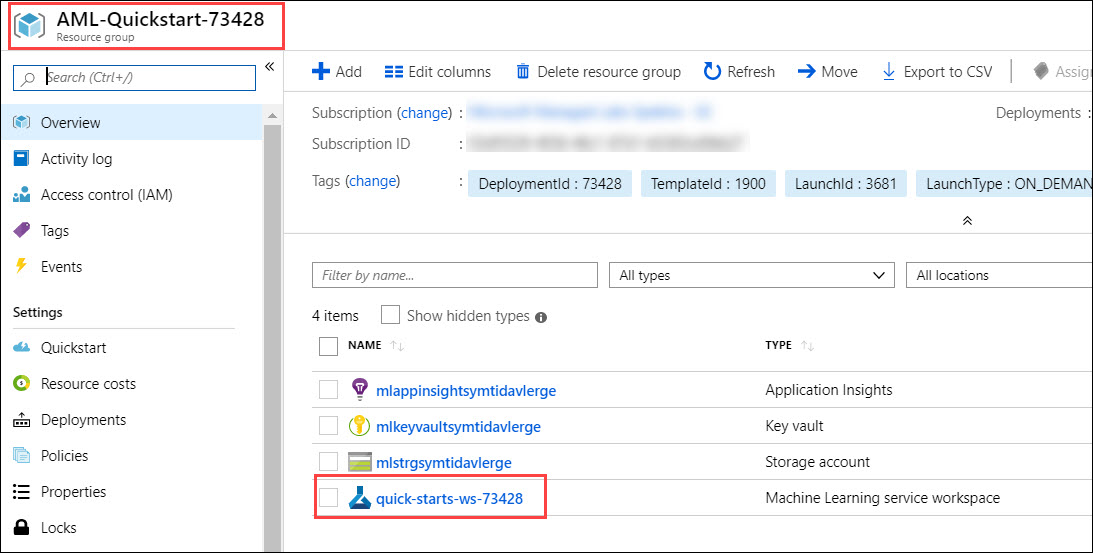 AML-Quickstart-73428
Resource group
Search (Ctrl+/)
Overview
Activity log
Access control (IAM)
Tags
Events
Settings
Quickstart
Resource costs
Deployments
Policies
Properties
Locks
Add Edit columns Delete resource group Refresh Move Export to CSV Assign
Subscription (change) : Deployments :
Subscription ID :
Tags (change) : DeploymentId : 73428 TemplateId : 1900 LaunchId : 3681 LaunchType : ON_DEMAN
Filter by name... All types All locations
4 items Show hidden types
NAME TYPE
mlappinsightsymtidavlerge Application Insights
mlkeyvaultsymtidavlerge Key vault
mlstrgsymtidavlerge Storage account
quick-starts-ws-73428 Machine Learning service workspace